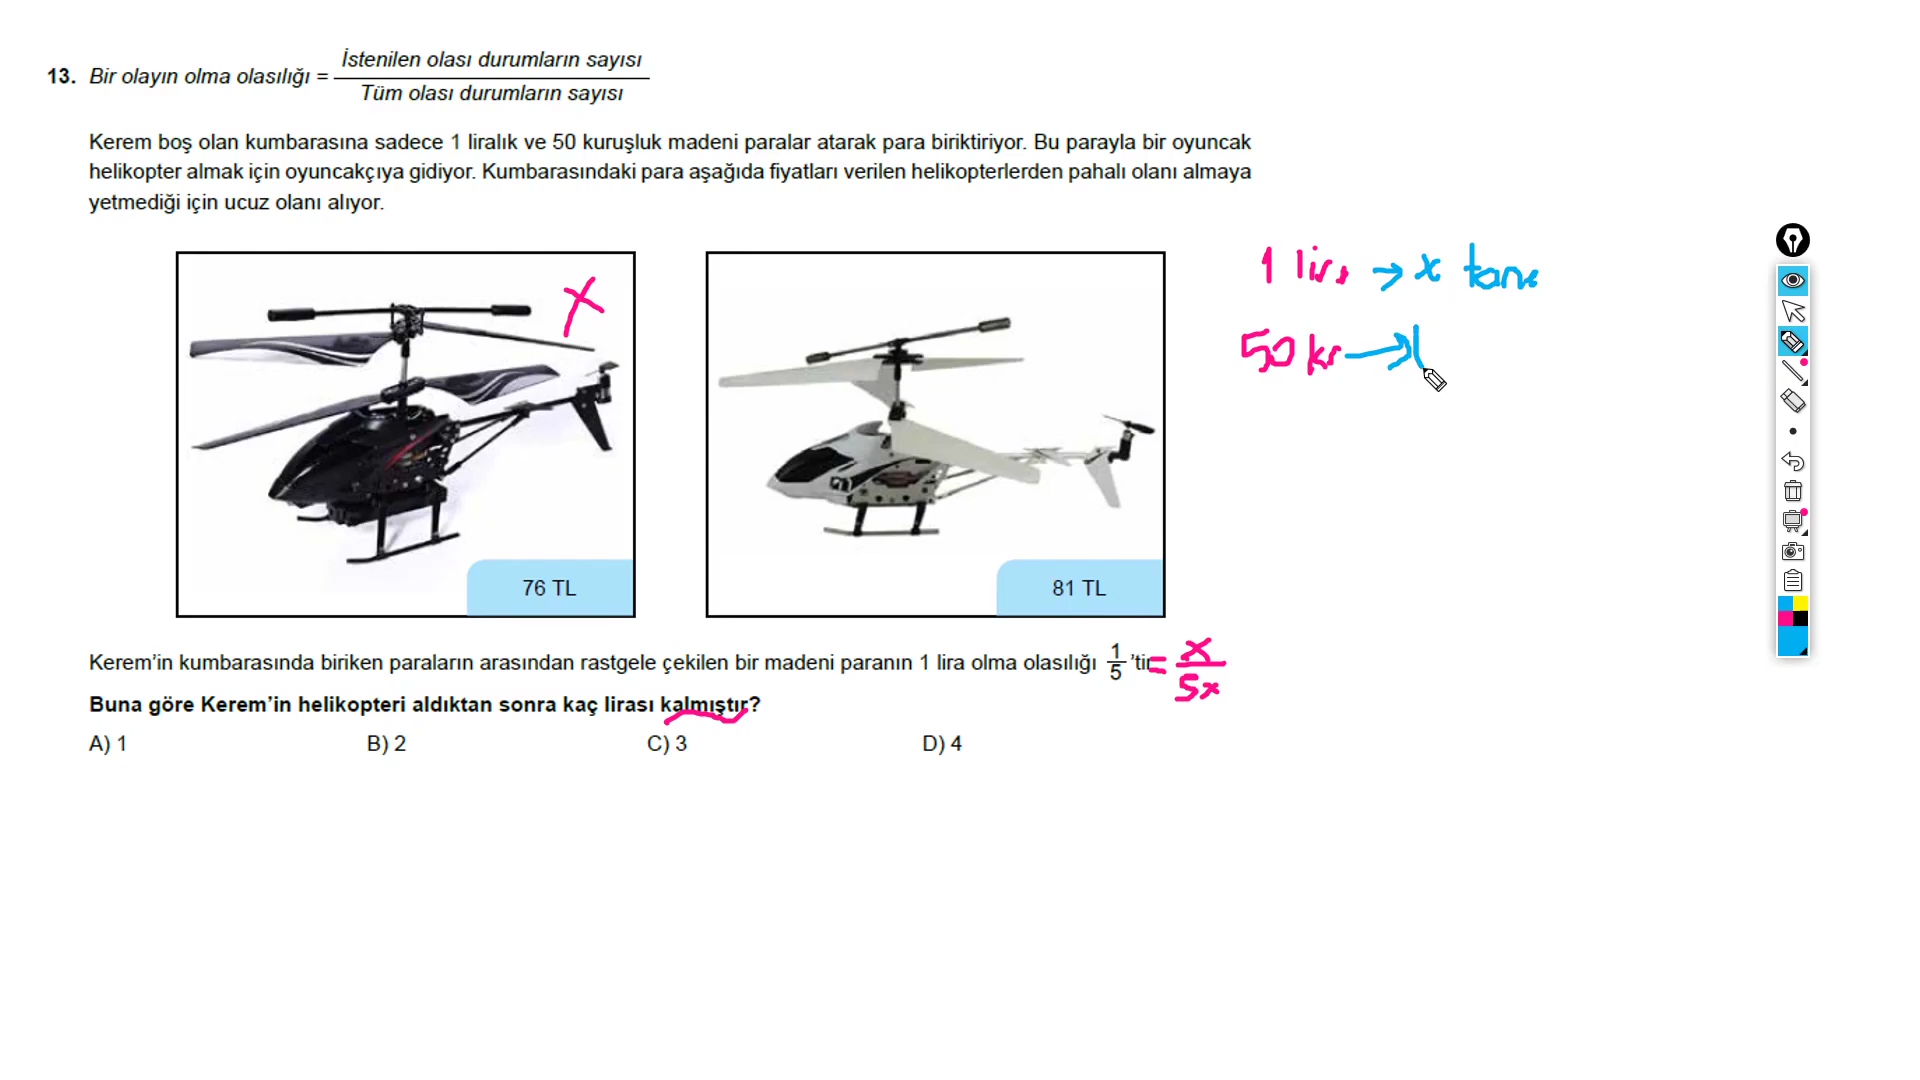 13. Bir olayın olma olasılığı = İstenilen olası durumların sayısı
Tüm olası durumların sayısı
Kerem boş olan kumbarasına sadece 1 liralık ve 50 kuruşluk madeni paralar atarak para biriktiriyor. Bu parayla bir oyuncak
helikopter almak için oyuncakçıya gidiyor. Kumbarasındaki para aşağıda fiyatları verilen helikopterlerden pahalı olanı almaya
yetmediği için ucuz olanı alıyor.
1 lira → x tane
50 kr →
76 TL
81 TL
Kerem'in kumbarasında biriken paraların arasından rastgele çekilen bir madeni paranın 1 lira olma olasılığı 1/5 'tir = x/5x
Buna göre Kerem'in helikopteri aldıktan sonra kaç lirası kalmıştır?
A) 1
B) 2
C) 3
D) 4